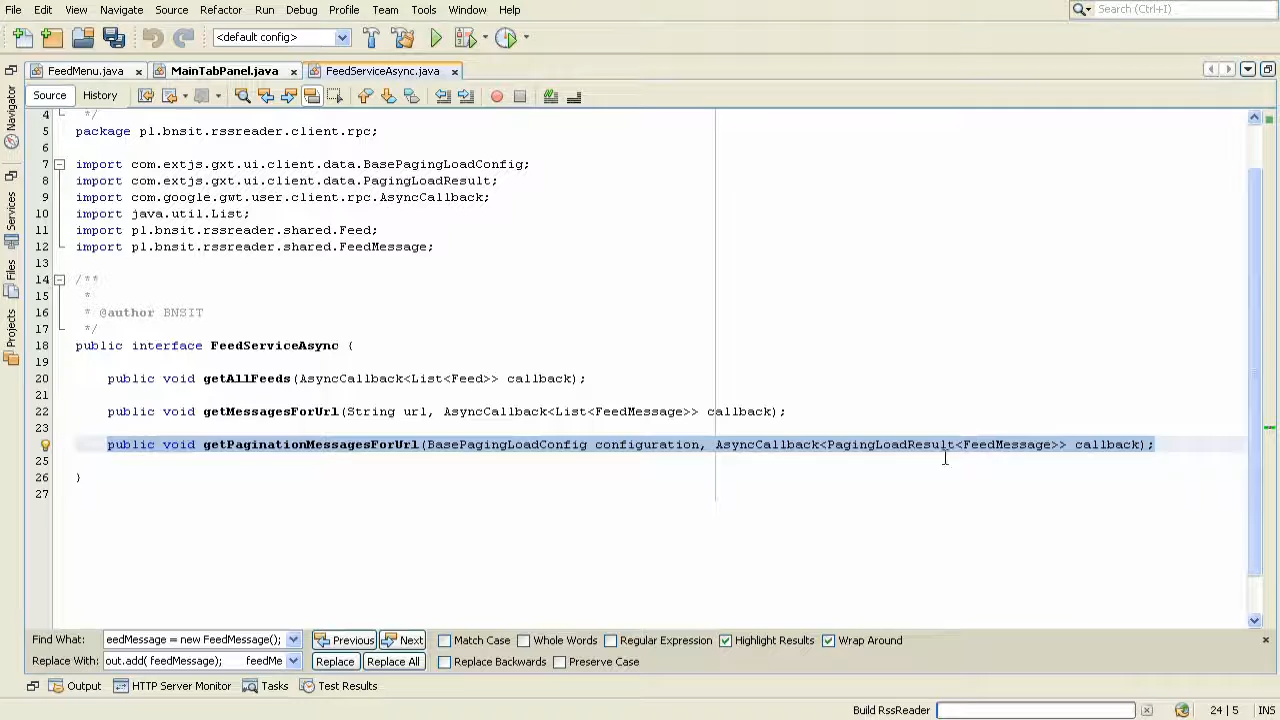 File Edit View Navigate Source Refactor Run Debug Profile Team Tools Window Help Search (Ctrl+I)
<default config>
FeedMenu.java MainTabPanel.java FeedServiceAsync.java
Source History
Navigator
Services
Files
Projects
4 */
5 package pl.bnsit.rssreader.client.rpc;
6
7 import com.extjs.gxt.ui.client.data.BasePagingLoadConfig;
8 import com.extjs.gxt.ui.client.data.PagingLoadResult;
9 import com.google.gwt.user.client.rpc.AsyncCallback;
10 import java.util.List;
11 import pl.bnsit.rssreader.shared.Feed;
12 import pl.bnsit.rssreader.shared.FeedMessage;
13
14 /**
15 *
16 * @author BNSIT
17 */
18 public interface FeedServiceAsync {
19
20 public void getAllFeeds(AsyncCallback<List<Feed>> callback);
21
22 public void getMessagesForUrl(String url, AsyncCallback<List<FeedMessage>> callback);
23
public void getPaginationMessagesForUrl(BasePagingLoadConfig configuration, AsyncCallback<PagingLoadResult<FeedMessage>> callback);
25
26 }
27
Find What: eedMessage = new FeedMessage(); Previous Next Match Case Whole Words Regular Expression Highlight Results Wrap Around
Replace With: out.add( feedMessage); feedMe Replace Replace All Replace Backwards Preserve Case
Output HTTP Server Monitor Tasks Test Results
Build RssReader 24 | 5 INS